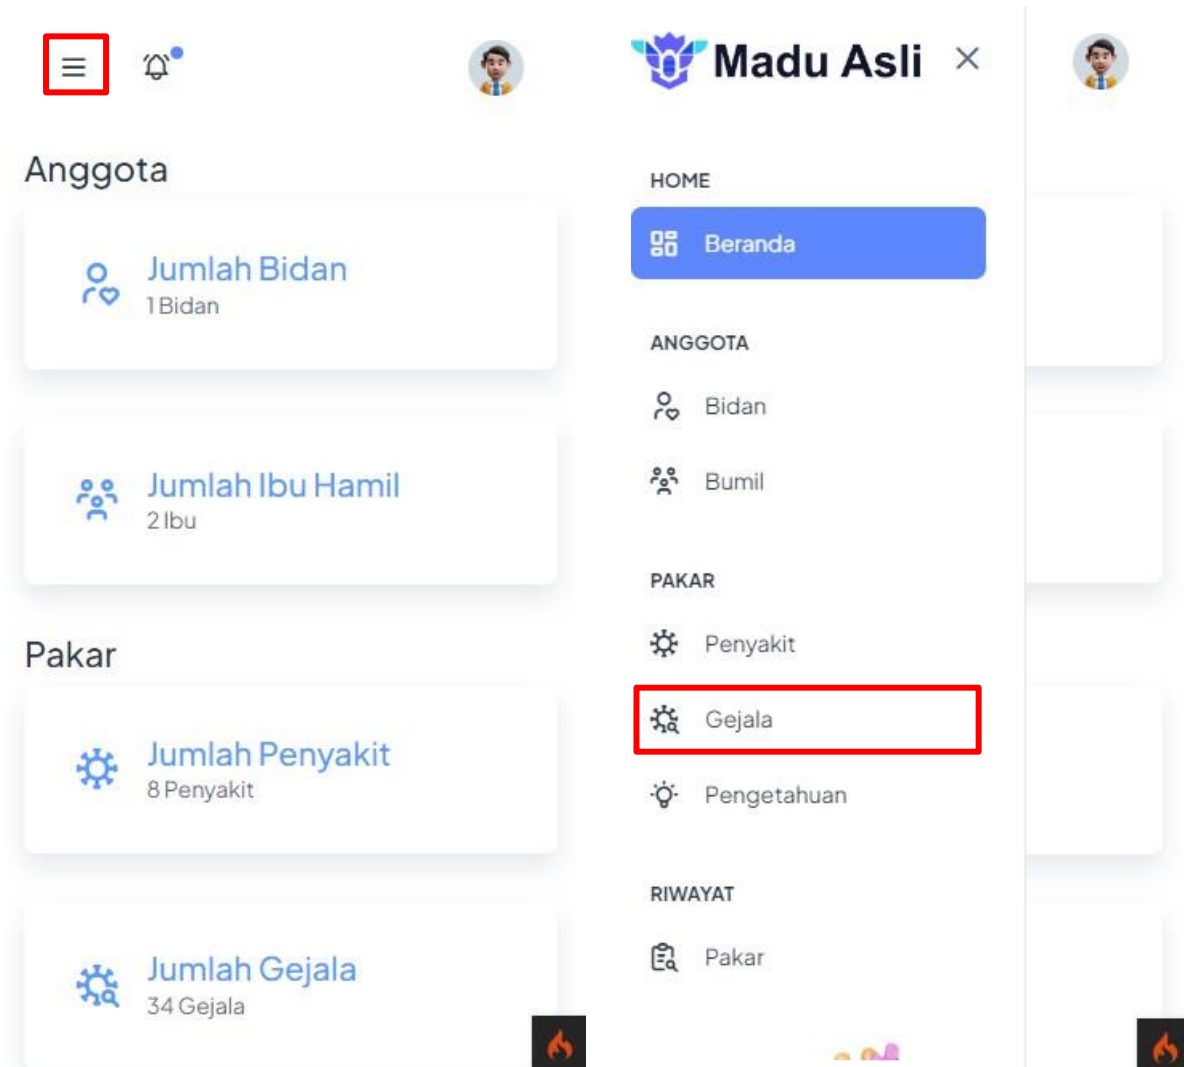 Anggota
Jumlah Bidan
1 Bidan
Jumlah Ibu Hamil
2 Ibu
Pakar
Jumlah Penyakit
8 Penyakit
Jumlah Gejala
34 Gejala
Madu Asli
HOME
Beranda
ANGGOTA
Bidan
Bumil
PAKAR
Penyakit
Gejala
Pengetahuan
RIWAYAT
Pakar